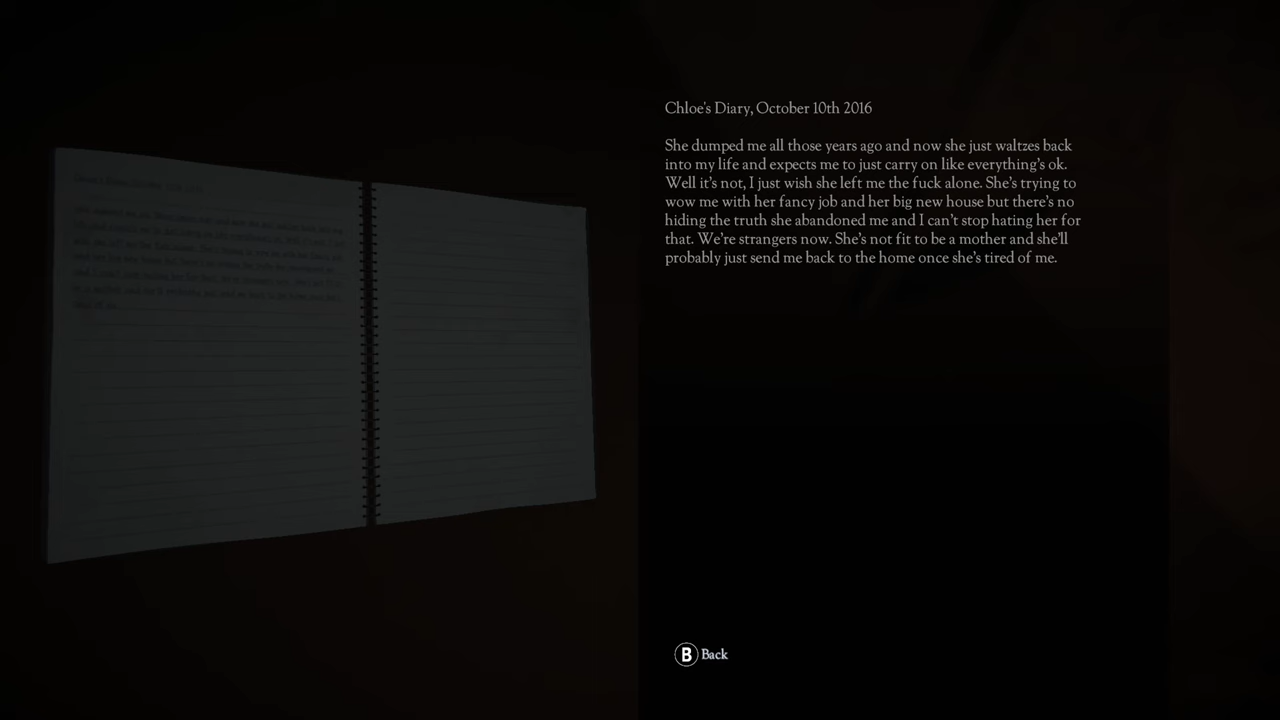 Chloe's Diary, October 10th 2016
She dumped me all those years ago and now she just waltzes back
into my life and expects me to just carry on like everything's ok.
Well it's not, I just wish she left me the fuck alone. She's trying to
wow me with her fancy job and her big new house but there's no
hiding the truth she abandoned me and I can't stop hating her for
that. We're strangers now. She's not fit to be a mother and she'll
probably just send me back to the home once she's tired of me.
B Back